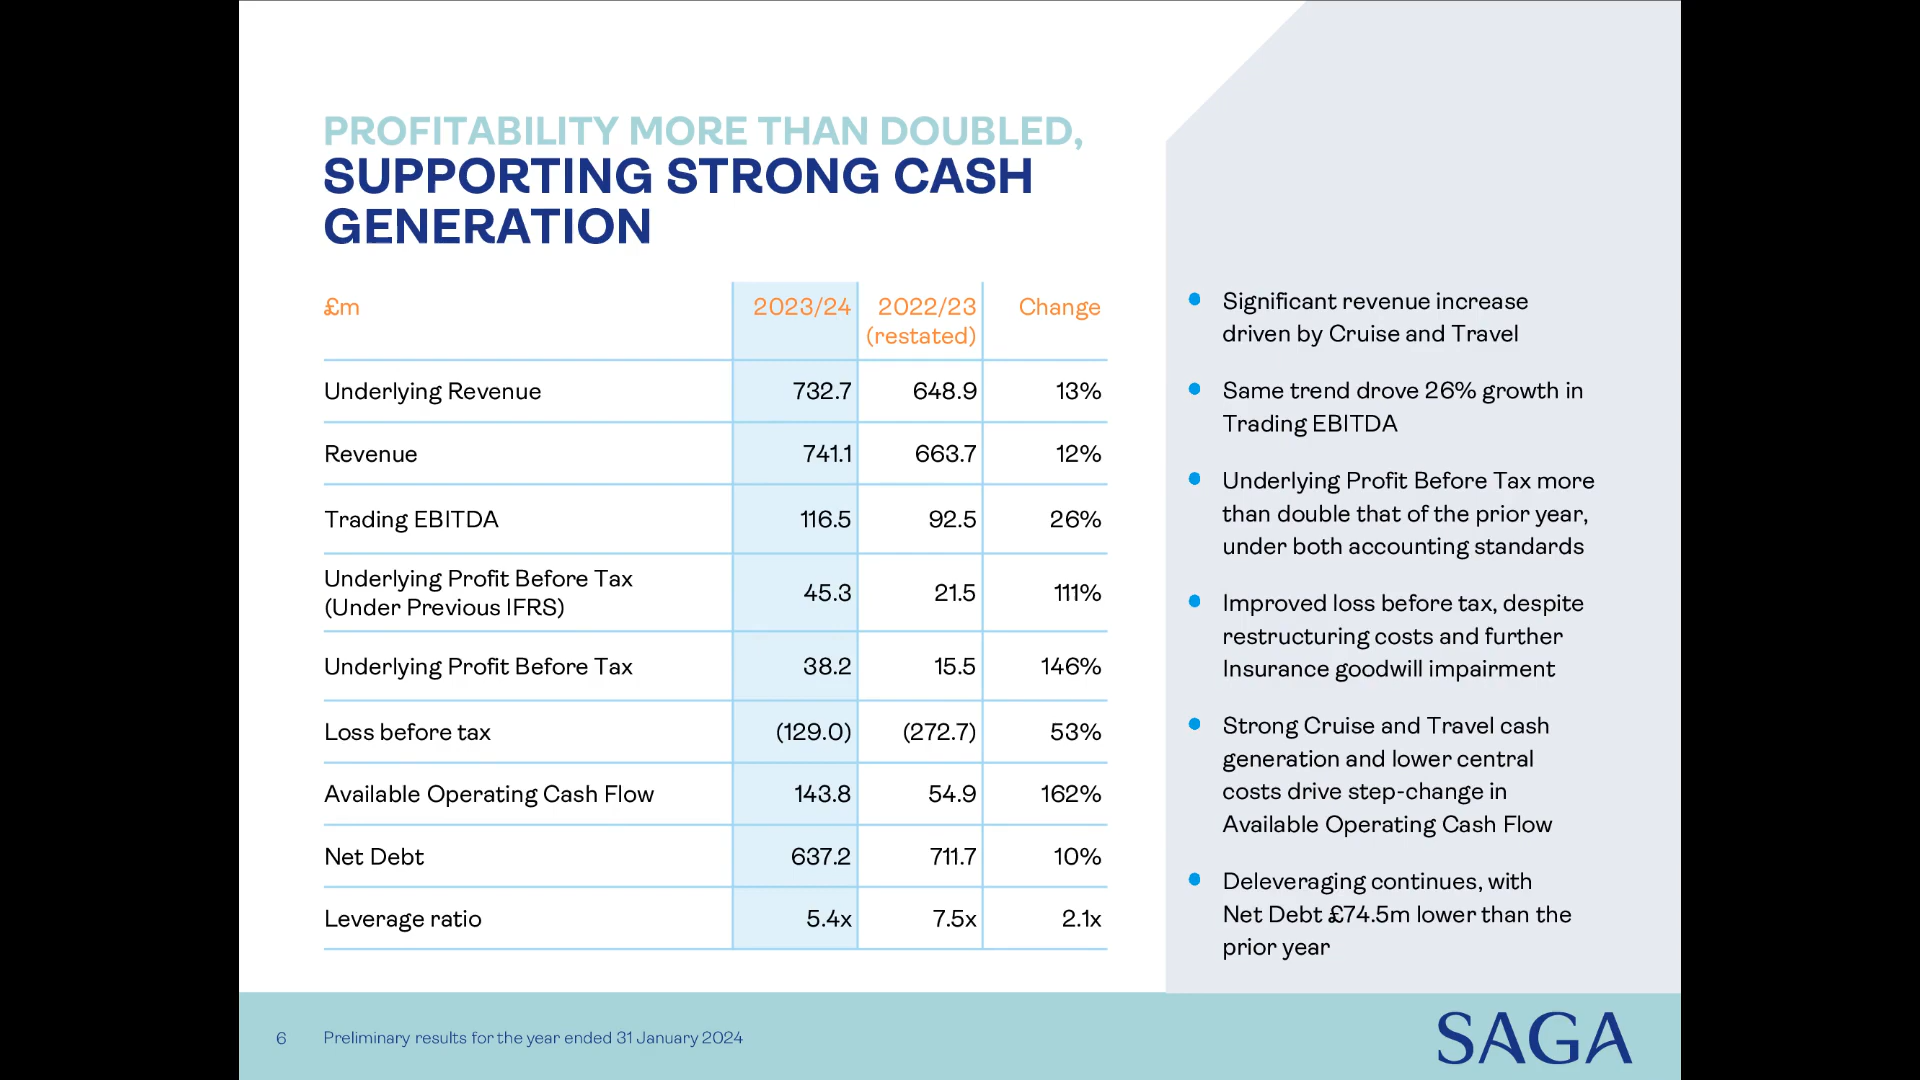 PROFITABILITY MORE THAN DOUBLED,
SUPPORTING STRONG CASH
GENERATION
£m 2023/24 2022/23 Change
(restated)
Underlying Revenue 732.7 648.9 13%
Revenue 741.1 663.7 12%
Trading EBITDA 116.5 92.5 26%
Underlying Profit Before Tax
(Under Previous IFRS) 45.3 21.5 111%
Underlying Profit Before Tax 38.2 15.5 146%
Loss before tax (129.0) (272.7) 53%
Available Operating Cash Flow 143.8 54.9 162%
Net Debt 637.2 711.7 10%
Leverage ratio 5.4x 7.5x 2.1x
Significant revenue increase
driven by Cruise and Travel
Same trend drove 26% growth in
Trading EBITDA
Underlying Profit Before Tax more
than double that of the prior year,
under both accounting standards
Improved loss before tax, despite
restructuring costs and further
Insurance goodwill impairment
Strong Cruise and Travel cash
generation and lower central
costs drive step-change in
Available Operating Cash Flow
Deleveraging continues, with
Net Debt £74.5m lower than the
prior year
6 Preliminary results for the year ended 31 January 2024
SAGA